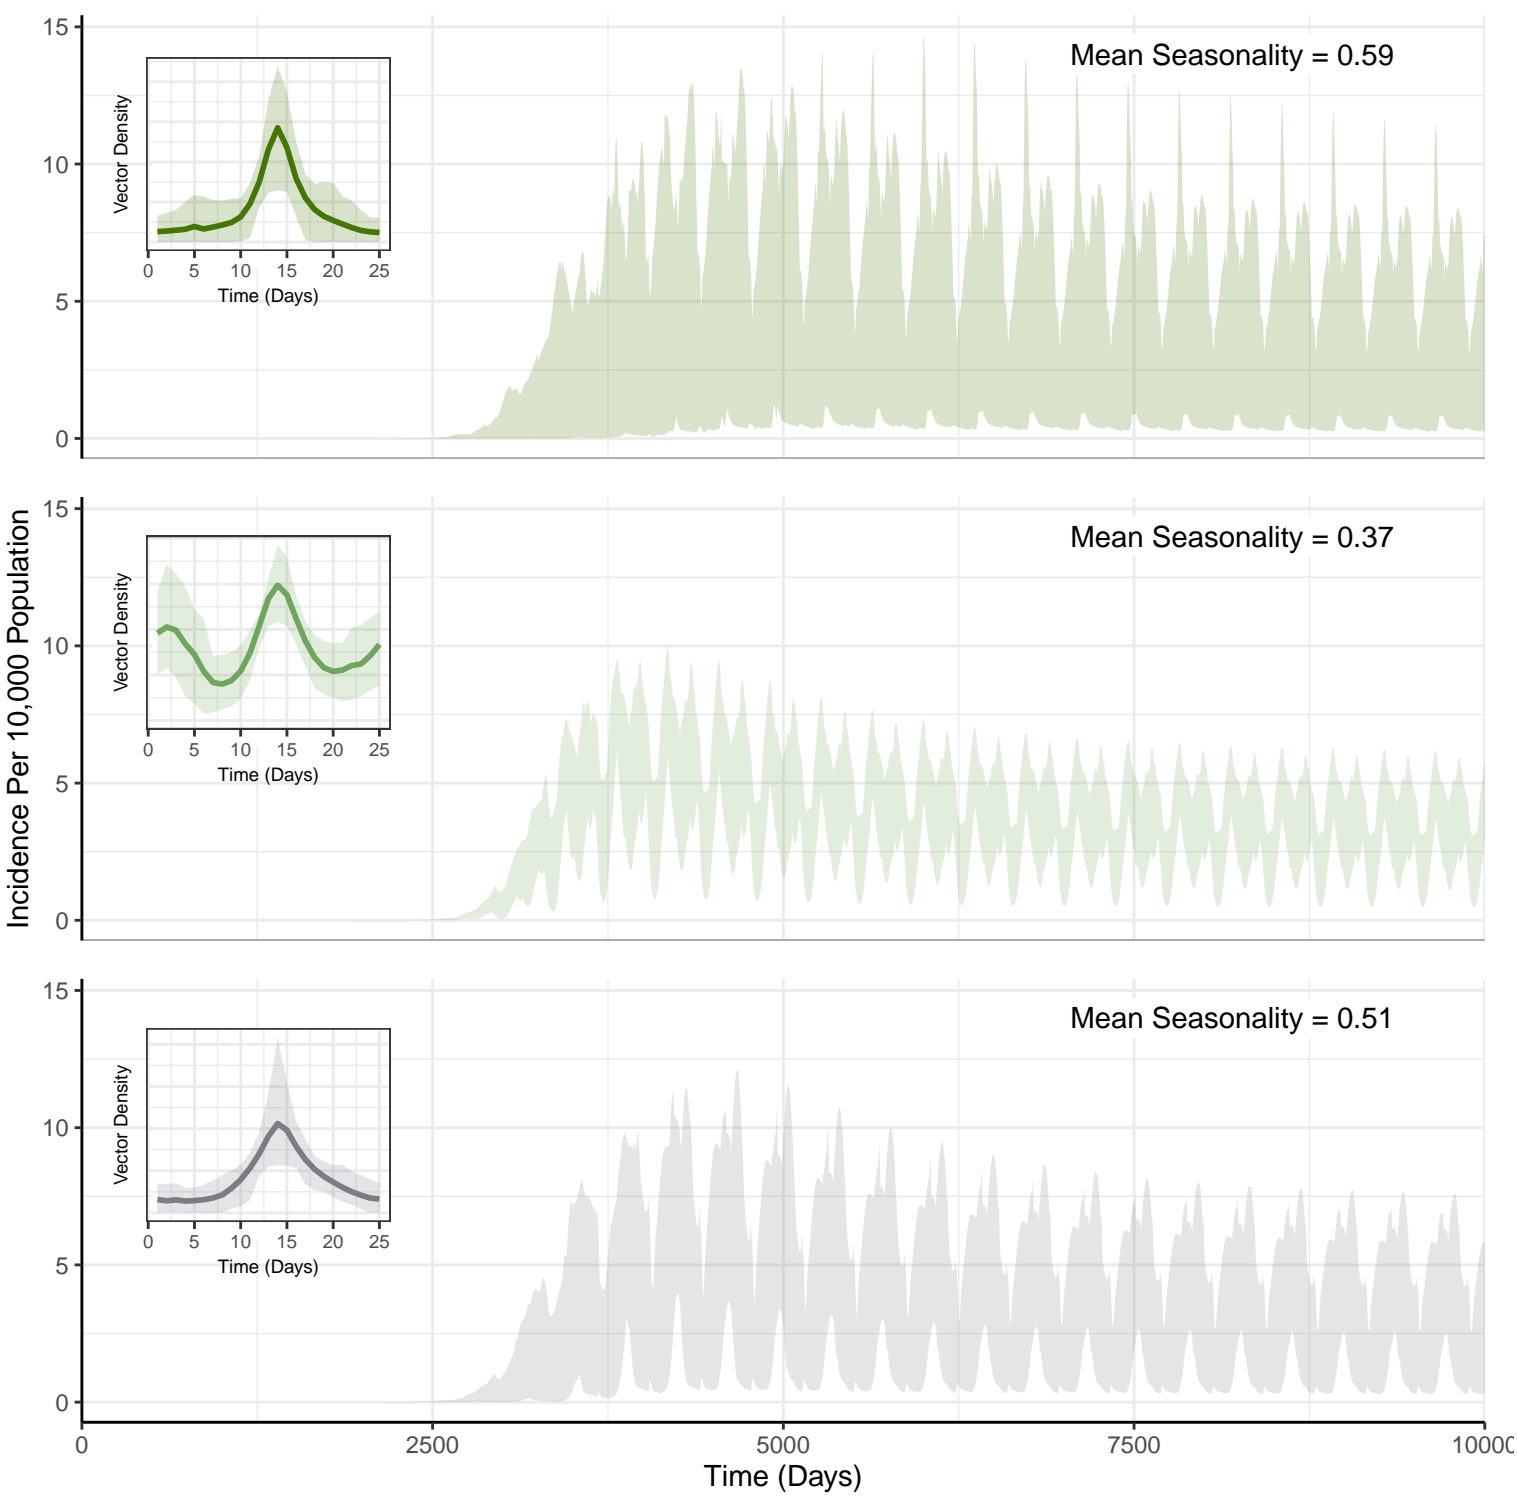 15
10
5
0
Mean Seasonality = 0.59
Vector Density
0 5 10 15 20 25
Time (Days)
Incidence Per 10,000 Population
15
10
5
0
Mean Seasonality = 0.37
Vector Density
0 5 10 15 20 25
Time (Days)
15
10
5
0
Mean Seasonality = 0.51
Vector Density
0 5 10 15 20 25
Time (Days)
0 2500 5000 7500 10000
Time (Days)